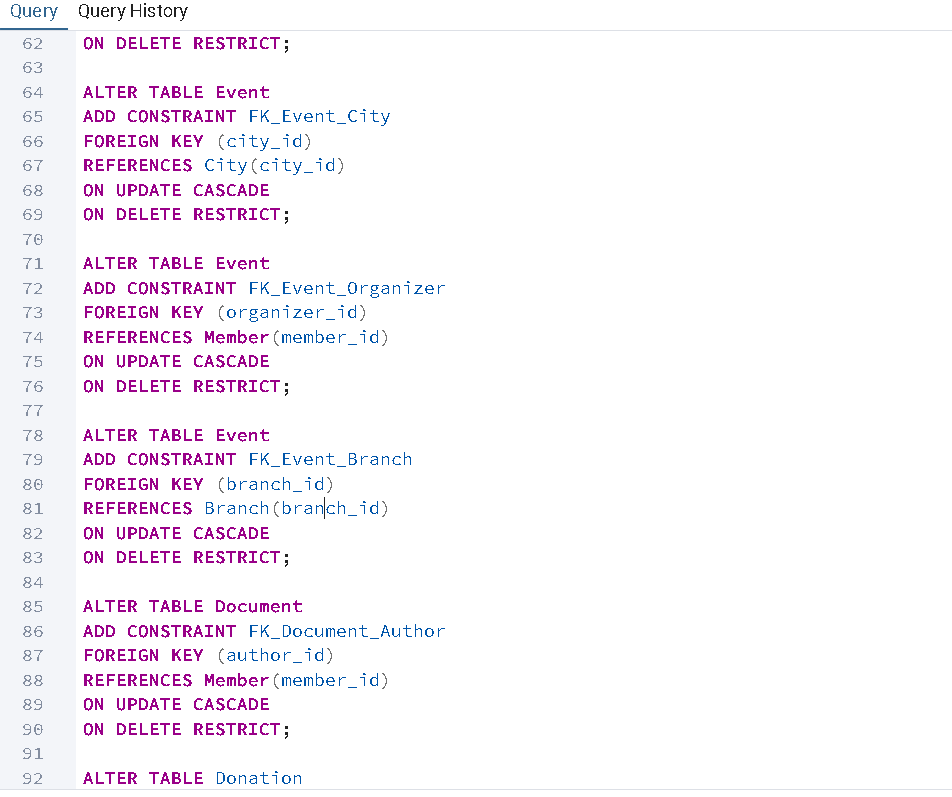 Query Query History
62 ON DELETE RESTRICT;
63
64 ALTER TABLE Event
65 ADD CONSTRAINT FK_Event_City
66 FOREIGN KEY (city_id)
67 REFERENCES City(city_id)
68 ON UPDATE CASCADE
69 ON DELETE RESTRICT;
70
71 ALTER TABLE Event
72 ADD CONSTRAINT FK_Event_Organizer
73 FOREIGN KEY (organizer_id)
74 REFERENCES Member(member_id)
75 ON UPDATE CASCADE
76 ON DELETE RESTRICT;
77
78 ALTER TABLE Event
79 ADD CONSTRAINT FK_Event_Branch
80 FOREIGN KEY (branch_id)
81 REFERENCES Branch(branch_id)
82 ON UPDATE CASCADE
83 ON DELETE RESTRICT;
84
85 ALTER TABLE Document
86 ADD CONSTRAINT FK_Document_Author
87 FOREIGN KEY (author_id)
88 REFERENCES Member(member_id)
89 ON UPDATE CASCADE
90 ON DELETE RESTRICT;
91
92 ALTER TABLE Donation